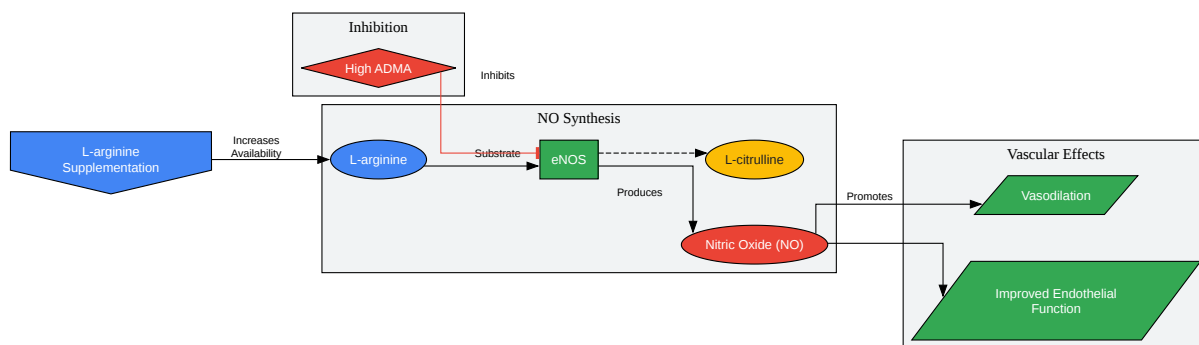 Inhibition
High ADMA
Inhibits
NO Synthesis
L-arginine
Supplementation
Increases
Availability
L-arginine
Substrate
eNOS
L-citrulline
Produces
Nitric Oxide (NO)
Promotes
Vascular Effects
Vasodilation
Improved Endothelial
Function